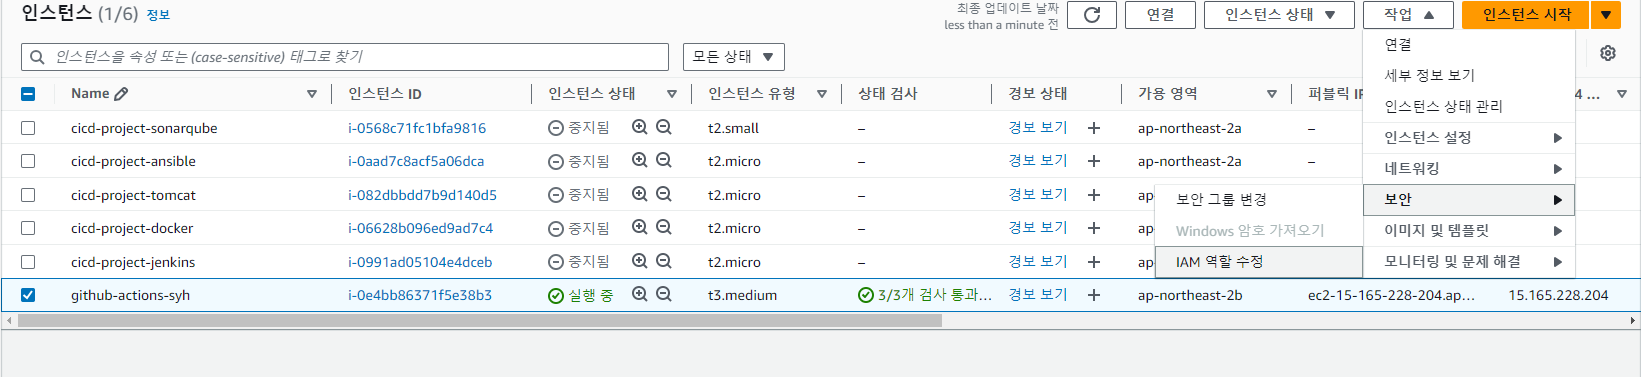 인스턴스 (1/6) 정보
최종 업데이트 날짜
less than a minute 전
연결 인스턴스 상태 작업 인스턴스 시작
인스턴스를 속성 또는 (case-sensitive) 태그로 찾기 모든 상태
연결
세부 정보 보기
인스턴스 상태 관리
인스턴스 설정
네트워킹
보안
이미지 및 템플릿
모니터링 및 문제 해결
보안 그룹 변경
Windows 암호 가져오기
IAM 역할 수정
Name 인스턴스 ID 인스턴스 상태 인스턴스 유형 상태 검사 경보 상태 가용 영역 퍼블릭 4 ...
cicd-project-sonarqube i-0568c71fc1bfa9816 중지됨 t2.small – 경보 보기 + ap-northeast-2a –
cicd-project-ansible i-0aad7c8acf5a06dca 중지됨 t2.micro – 경보 보기 + ap-northeast-2a –
cicd-project-tomcat i-082dbbdd7b9d140d5 중지됨 t2.micro – 경보 보기 + ap
cicd-project-docker i-06628b096ed9ad7c4 중지됨 t2.micro – 경보 보기 + ap
cicd-project-jenkins i-0991ad05104e4dceb 중지됨 t2.micro – 경보 보기 + ap
github-actions-syh i-0e4bb86371f5e38b3 실행 중 t3.medium 3/3개 검사 통과... 경보 보기 + ap-northeast-2b ec2-15-165-228-204.ap... 15.165.228.204